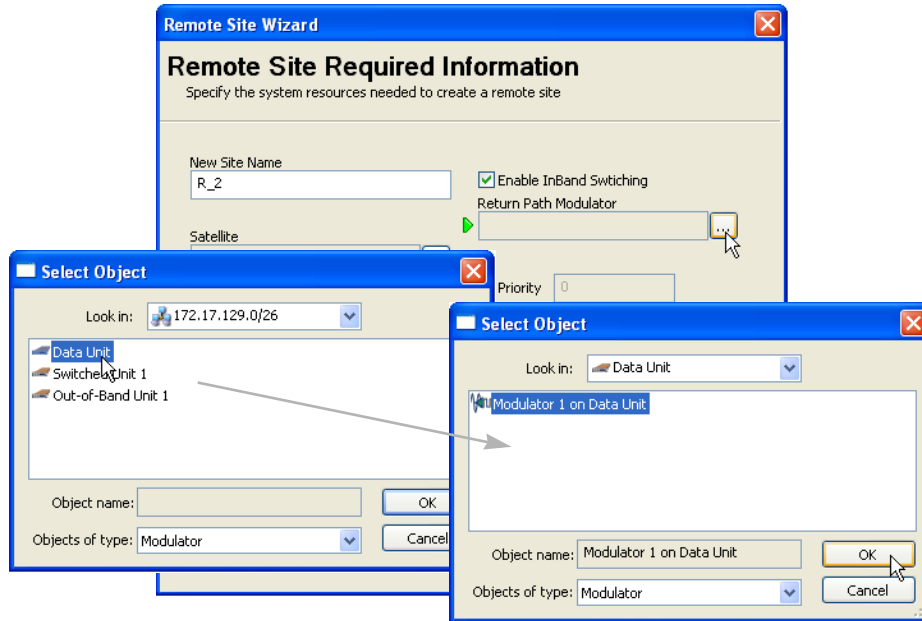 Remote Site Wizard
Remote Site Required Information
Specify the system resources needed to create a remote site
New Site Name
R_2
Enable InBand Swtiching
Return Path Modulator
...
Satellite
Priority
0
Select Object
Look in:
172.17.129.0/26
Data Unit
Switched Unit 1
Out-of-Band Unit 1
Object name:
OK
Objects of type:
Modulator
Cancel
Select Object
Look in:
Data Unit
Modulator 1 on Data Unit
Object name:
Modulator 1 on Data Unit
OK
Objects of type:
Modulator
Cancel